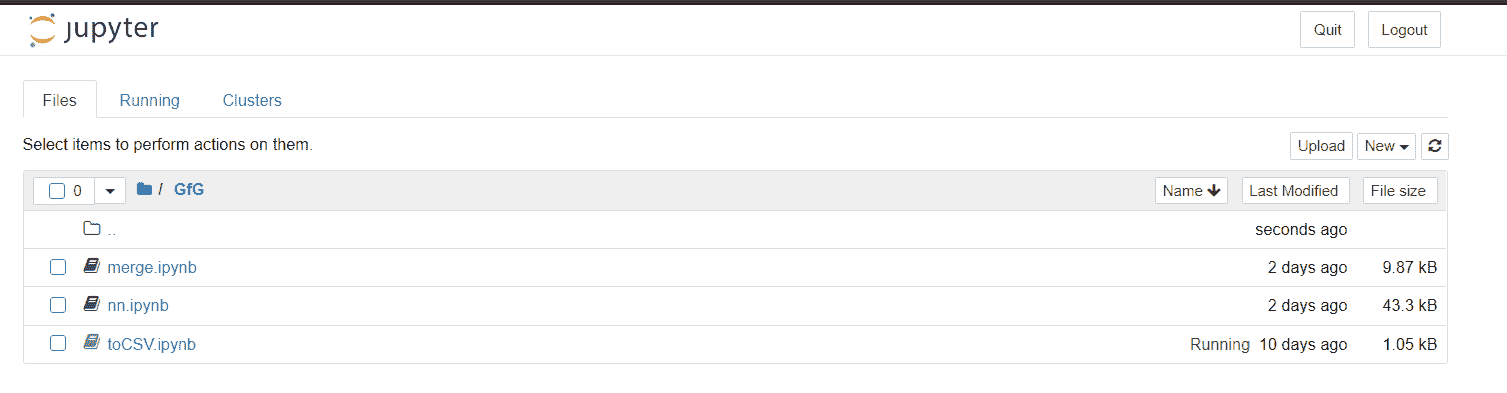 jupyter Quit Logout
Files Running Clusters
Select items to perform actions on them. Upload New
0 / GfG Name Last Modified File size
.. seconds ago
merge.ipynb 2 days ago 9.87 kB
nn.ipynb 2 days ago 43.3 kB
toCSV.ipynb Running 10 days ago 1.05 kB